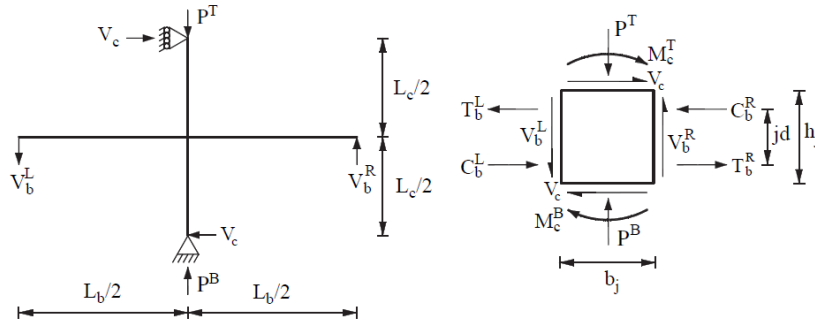 P^T
V_c
L_c/2
V_b^L
V_b^R
L_c/2
V_c
P^B
L_b/2
L_b/2
P^T
M_c^T
V_c
T_b^L
C_b^R
V_b^L
V_b^R
jd
C_b^L
T_b^R
V_c
M_c^B
P^B
b_j